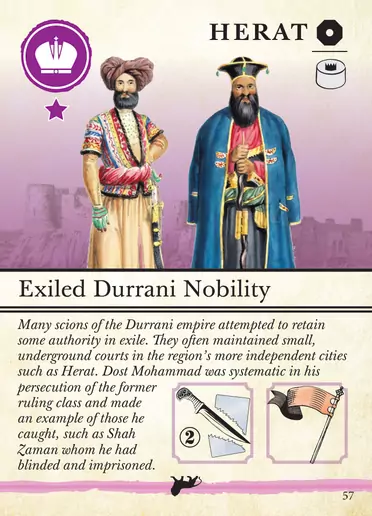 HERAT
Exiled Durrani Nobility
Many scions of the Durrani empire attempted to retain
some authority in exile. They often maintained small,
underground courts in the region's more independent cities
such as Herat. Dost Mohammad was systematic in his
persecution of the former
ruling class and made
an example of those he
caught, such as Shah
Zaman whom he had
blinded and imprisoned.
2
57